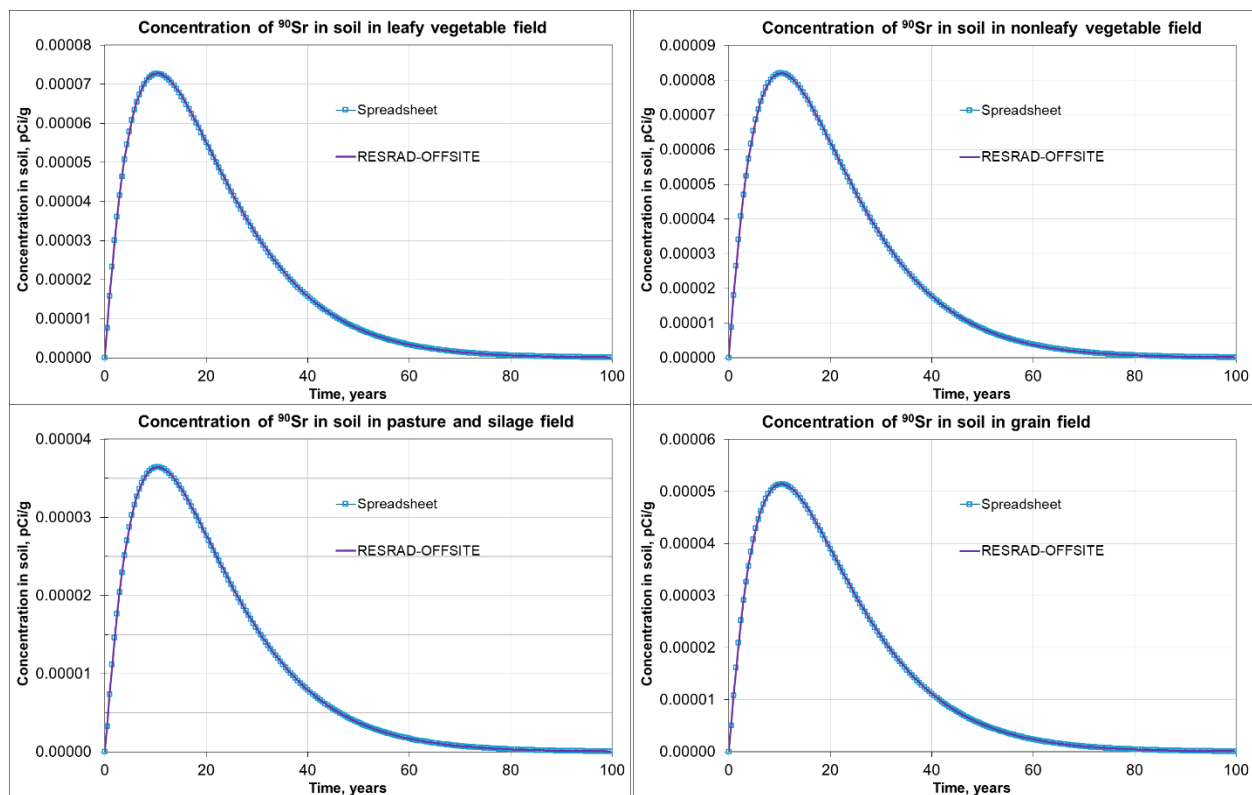 Concentration of ⁹⁰Sr in soil in leafy vegetable field
Concentration in soil, pCi/g
0.00008
0.00007
0.00006
0.00005
0.00004
0.00003
0.00002
0.00001
0.00000
Spreadsheet
RESRAD-OFFSITE
0 20 40 60 80 100
Time, years
Concentration of ⁹⁰Sr in soil in nonleafy vegetable field
Concentration in soil, pCi/g
0.00009
0.00008
0.00007
0.00006
0.00005
0.00004
0.00003
0.00002
0.00001
0.00000
Spreadsheet
RESRAD-OFFSITE
0 20 40 60 80 100
Time, years
Concentration of ⁹⁰Sr in soil in pasture and silage field
Concentration in soil, pCi/g
0.00004
0.00003
0.00002
0.00001
0.00000
Spreadsheet
RESRAD-OFFSITE
0 20 40 60 80 100
Time, years
Concentration of ⁹⁰Sr in soil in grain field
Concentration in soil, pCi/g
0.00006
0.00005
0.00004
0.00003
0.00002
0.00001
0.00000
Spreadsheet
RESRAD-OFFSITE
0 20 40 60 80 100
Time, years